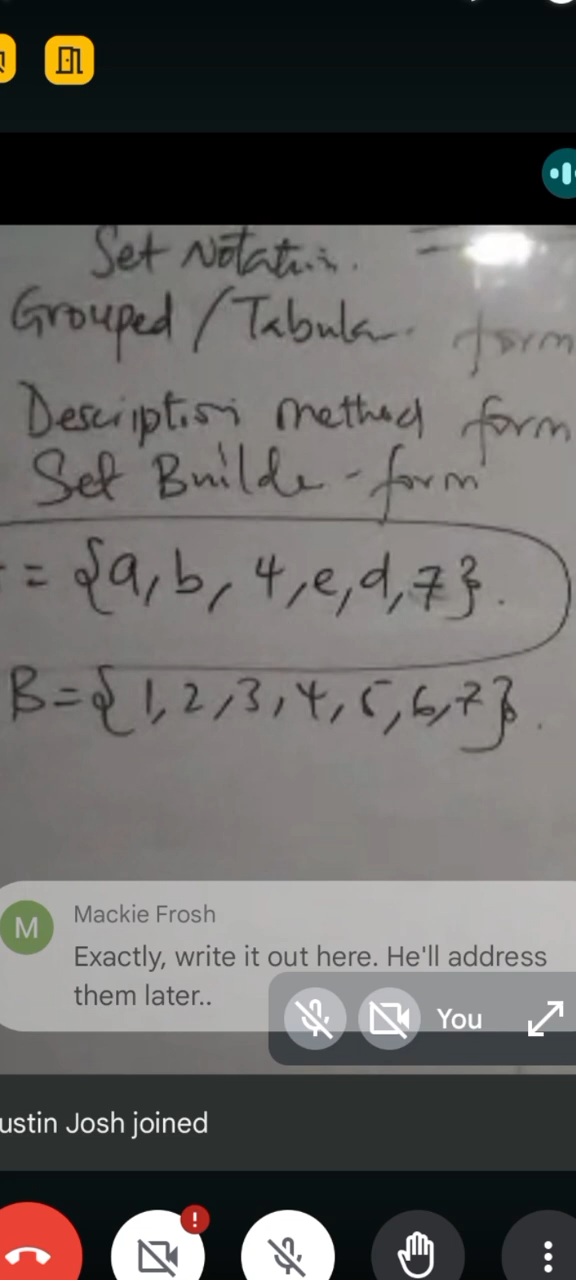 Set Notation.
Grouped / Tabular form
Description method form
Set Builde - form
= {a, b, 4, e, d, 7}.
B = {1, 2, 3, 4, 5, 6, 7}.
M
Mackie Frosh
Exactly, write it out here. He'll address
them later..
You
ustin Josh joined
!